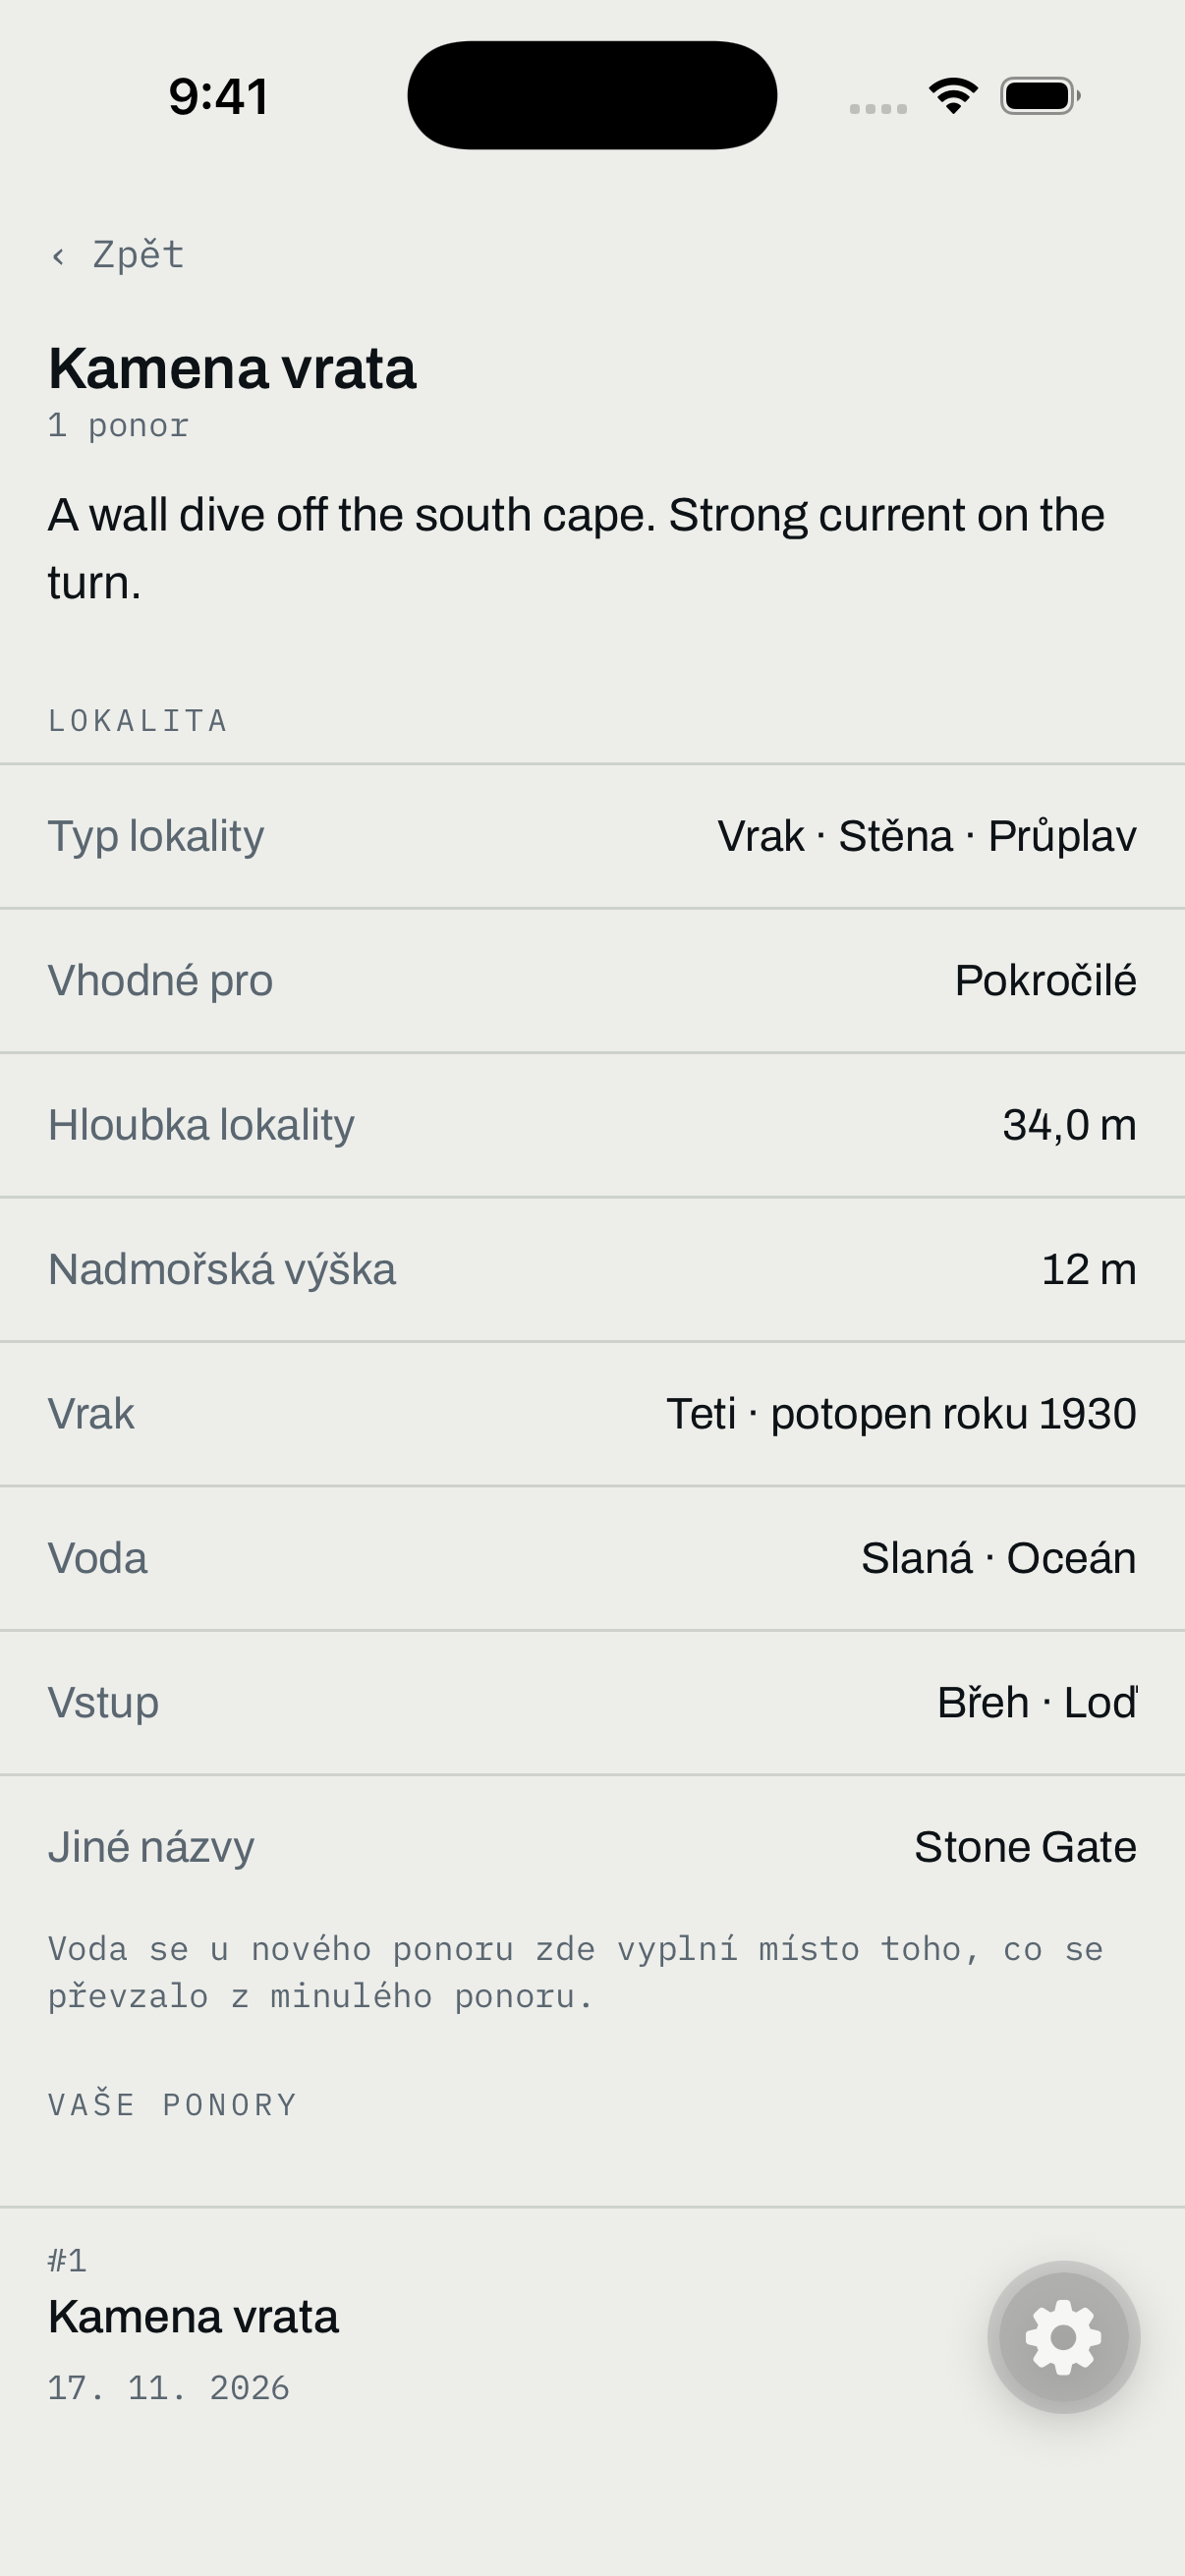 9:41
‹ Zpět
Kamena vrata
1 ponor
A wall dive off the south cape. Strong current on the
turn.
LOKALITA
Typ lokality Vrak · Stěna · Průplav
Vhodné pro Pokročilé
Hloubka lokality 34,0 m
Nadmořská výška 12 m
Vrak Teti · potopen roku 1930
Voda Slaná · Oceán
Vstup Břeh · Loď
Jiné názvy Stone Gate
Voda se u nového ponoru zde vyplní místo toho, co se
převzalo z minulého ponoru.
VAŠE PONORY
#1
Kamena vrata
17. 11. 2026